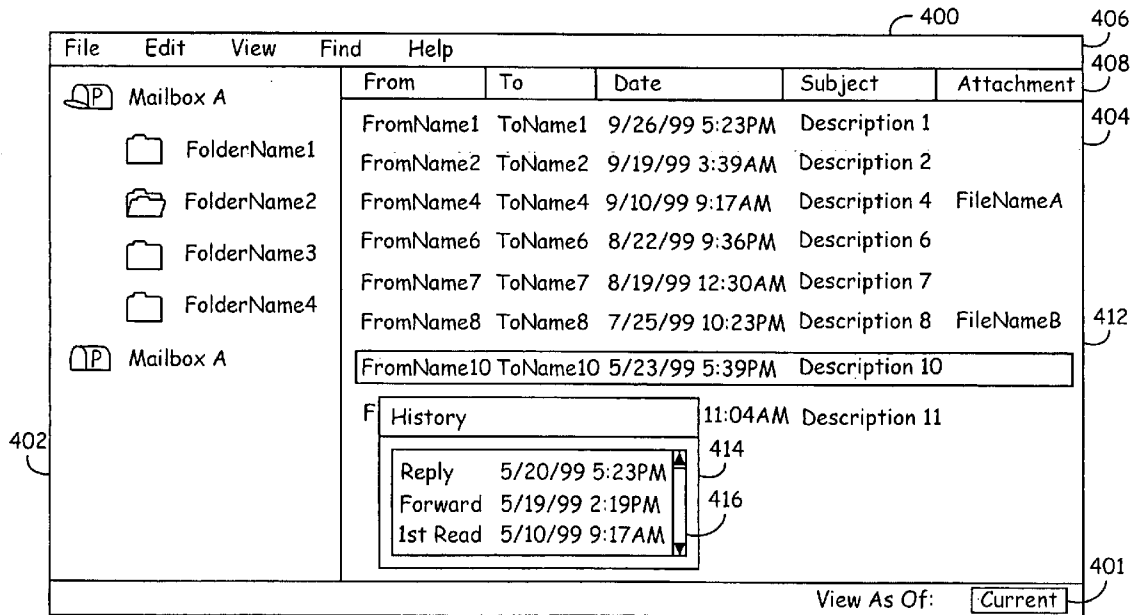 400
406
File Edit View Find Help
408
From To Date Subject Attachment
Mailbox A
404
FromName1 ToName1 9/26/99 5:23PM Description 1
FolderName1
FromName2 ToName2 9/19/99 3:39AM Description 2
FolderName2
FromName4 ToName4 9/10/99 9:17AM Description 4 FileNameA
FromName6 ToName6 8/22/99 9:36PM Description 6
FolderName3
FromName7 ToName7 8/19/99 12:30AM Description 7
FolderName4
FromName8 ToName8 7/25/99 10:23PM Description 8 FileNameB
412
P Mailbox A
FromName10 ToName10 5/23/99 5:39PM Description 10
F History 11:04AM Description 11
402
414
Reply 5/20/99 5:23PM
Forward 5/19/99 2:19PM
416
1st Read 5/10/99 9:17AM
401
View As Of: Current